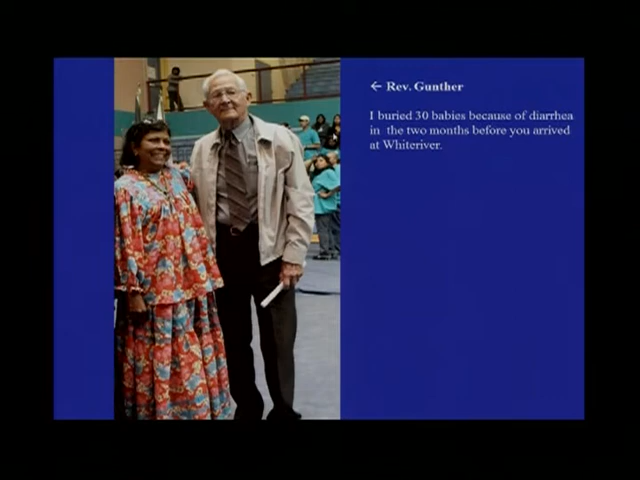 ← Rev. Gunther
I buried 30 babies because of diarrhea
in the two months before you arrived
at Whiteriver.